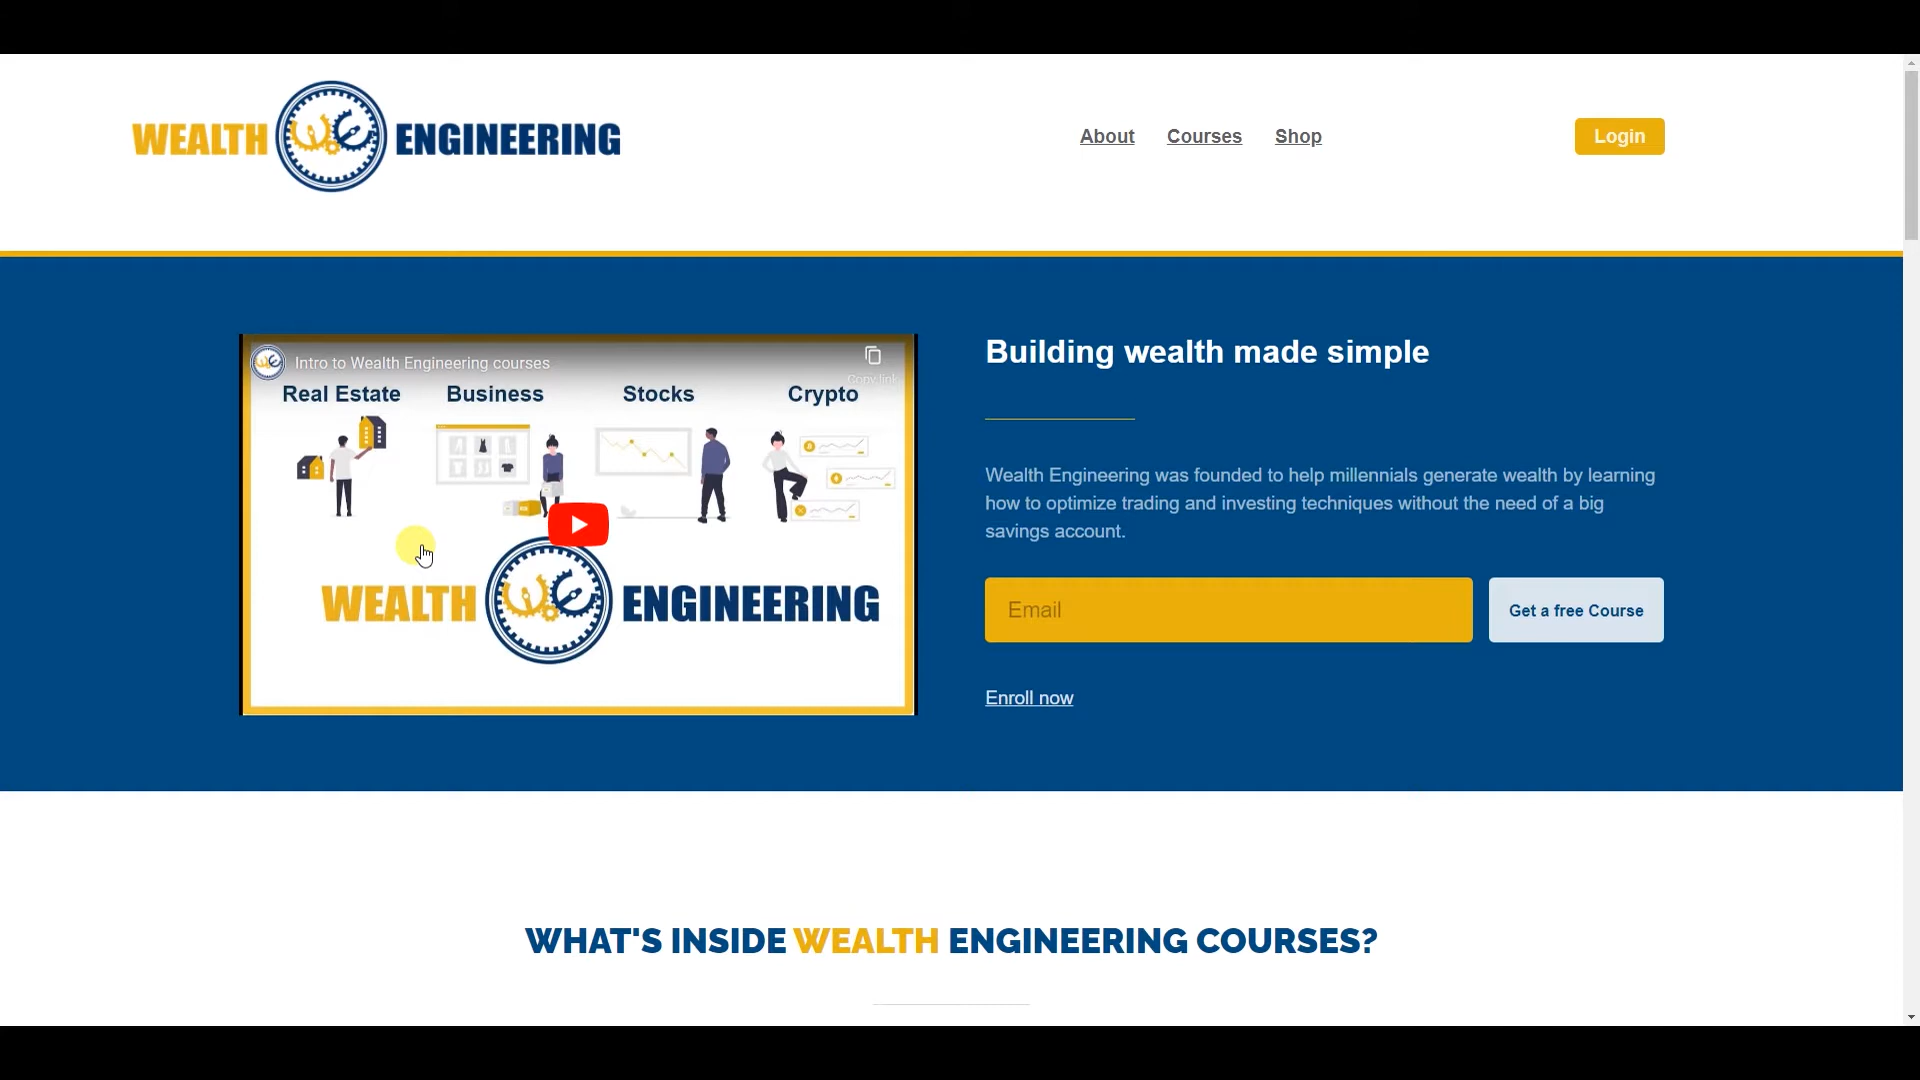 WEALTH ENGINEERING
About Courses Shop
Login
Intro to Wealth Engineering courses
Copy link
Real Estate Business Stocks Crypto
WEALTH ENGINEERING
Building wealth made simple
Wealth Engineering was founded to help millennials generate wealth by learning
how to optimize trading and investing techniques without the need of a big
savings account.
Email
Get a free Course
Enroll now
WHAT'S INSIDE WEALTH ENGINEERING COURSES?